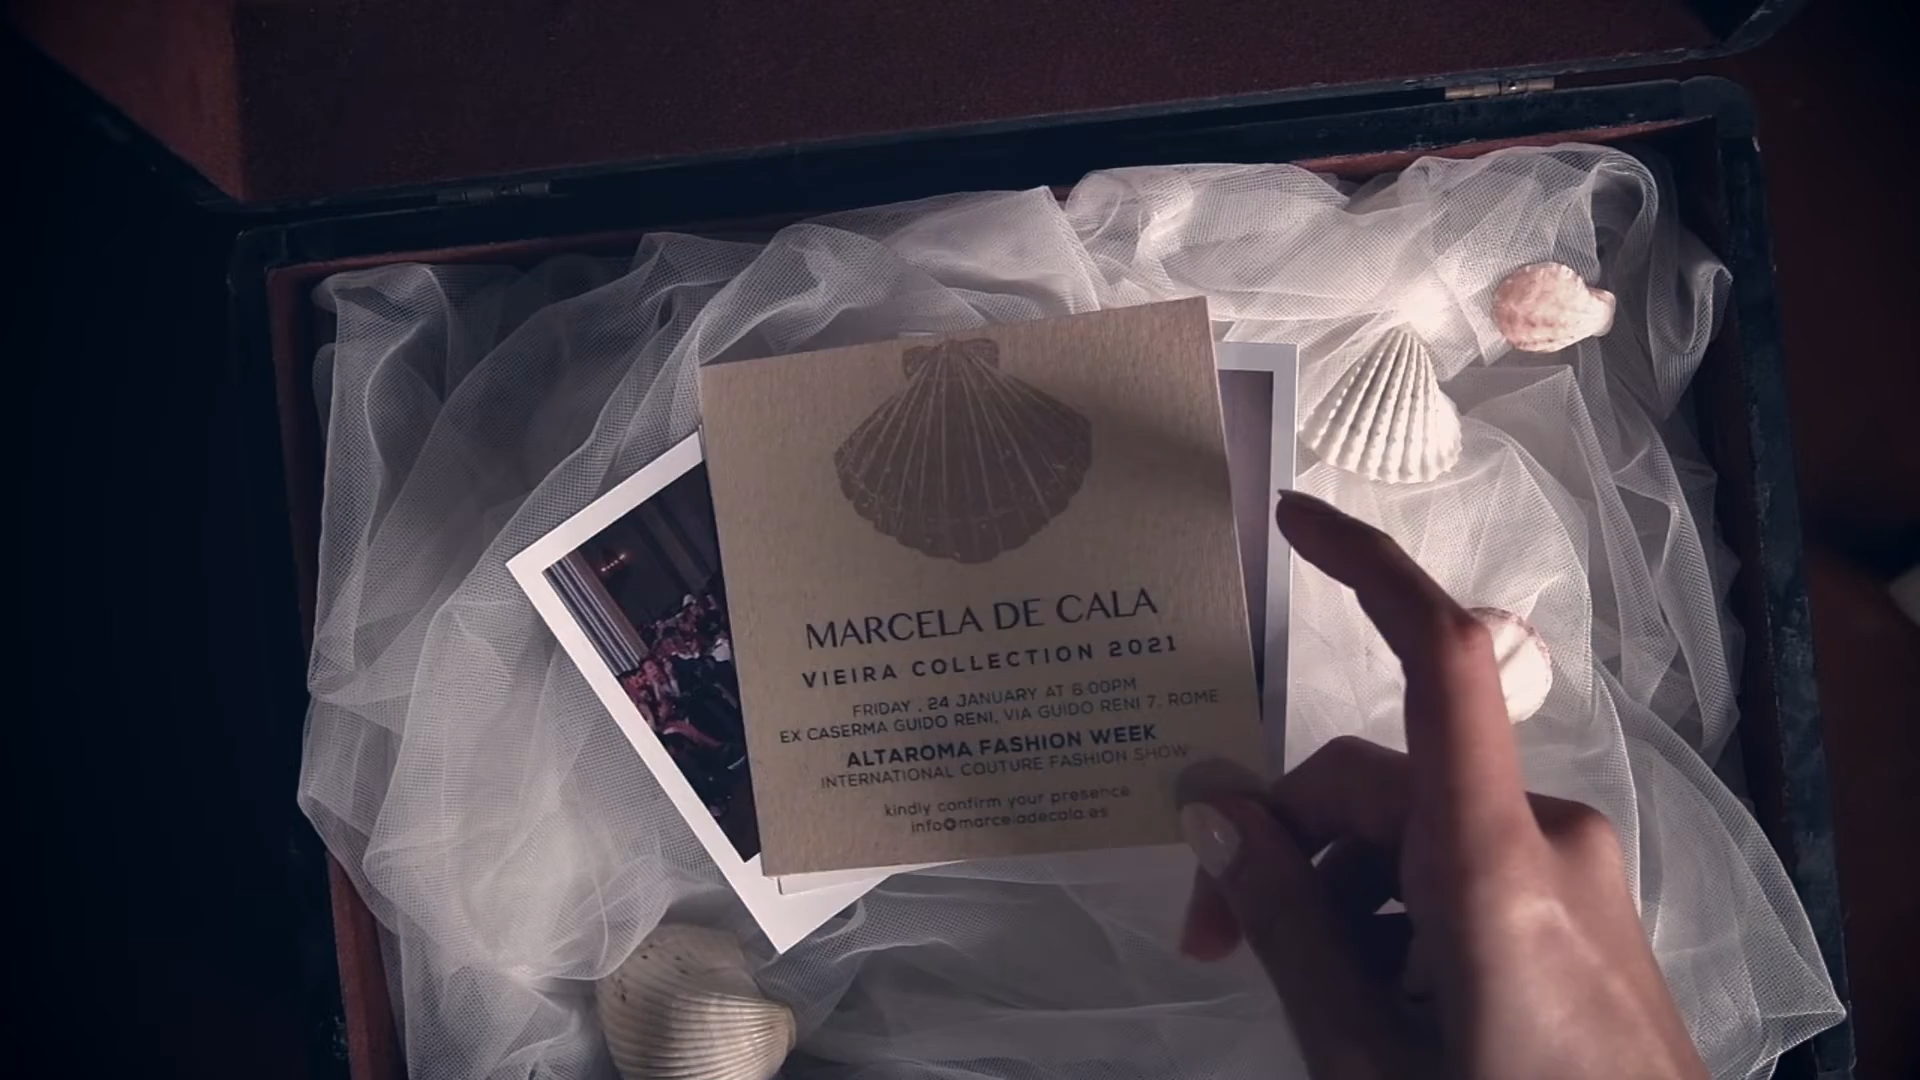 MARCELA DE CALA
VIEIRA COLLECTION 2021
FRIDAY . 24 JANUARY AT 6:00PM
EX CASERMA GUIDO RENI, VIA GUIDO RENI 7. ROME
ALTAROMA FASHION WEEK
INTERNATIONAL COUTURE FASHION SHOW
kindly confirm your presence
info@marceladecala.es